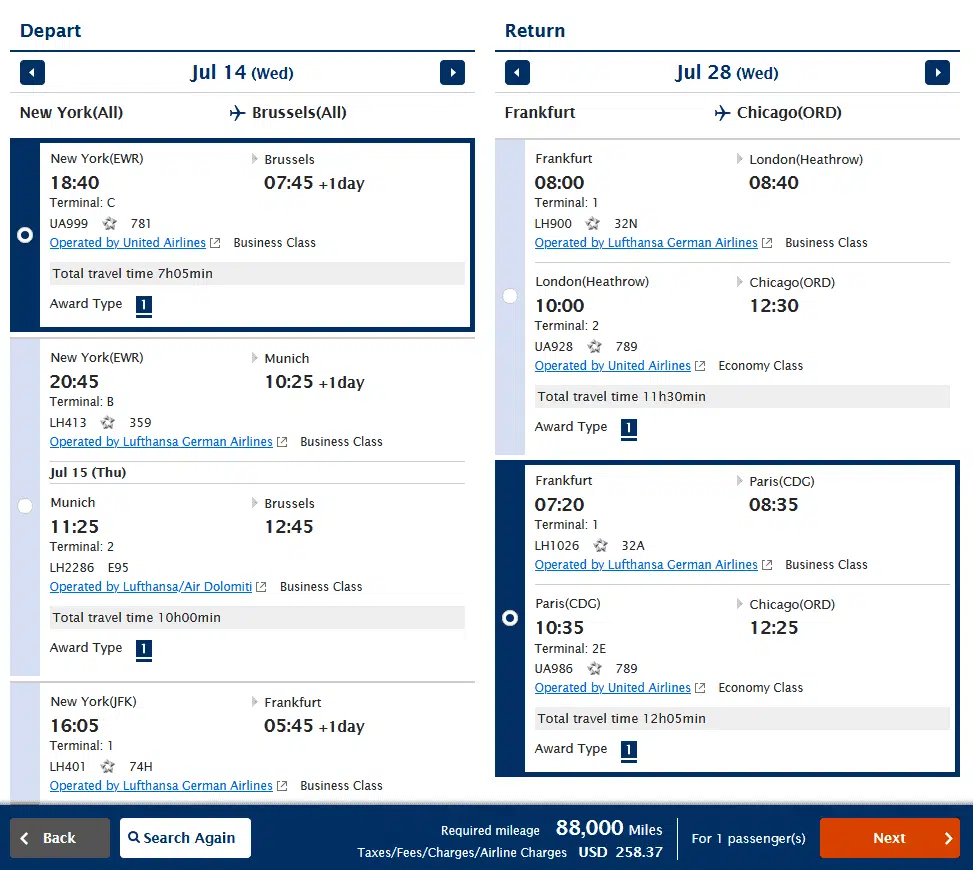 Depart
Jul 14 (Wed)
New York(All) Brussels(All)
New York(EWR) Brussels
18:40 07:45 +1day
Terminal: C
UA999 781
Operated by United Airlines Business Class
Total travel time 7h05min
Award Type 1
New York(EWR) Munich
20:45 10:25 +1day
Terminal: B
LH413 359
Operated by Lufthansa German Airlines Business Class
Jul 15 (Thu)
Munich Brussels
11:25 12:45
Terminal: 2
LH2286 E95
Operated by Lufthansa/Air Dolomiti Business Class
Total travel time 10h00min
Award Type 1
New York(JFK) Frankfurt
16:05 05:45 +1day
Terminal: 1
LH401 74H
Operated by Lufthansa German Airlines Business Class
Return
Jul 28 (Wed)
Frankfurt Chicago(ORD)
Frankfurt London(Heathrow)
08:00 08:40
Terminal: 1
LH900 32N
Operated by Lufthansa German Airlines Business Class
London(Heathrow) Chicago(ORD)
10:00 12:30
Terminal: 2
UA928 789
Operated by United Airlines Economy Class
Total travel time 11h30min
Award Type 1
Frankfurt Paris(CDG)
07:20 08:35
Terminal: 1
LH1026 32A
Operated by Lufthansa German Airlines Business Class
Paris(CDG) Chicago(ORD)
10:35 12:25
Terminal: 2E
UA986 789
Operated by United Airlines Economy Class
Total travel time 12h05min
Award Type 1
Back
Search Again
Required mileage 88,000 Miles
Taxes/Fees/Charges/Airline Charges USD 258.37
For 1 passenger(s)
Next